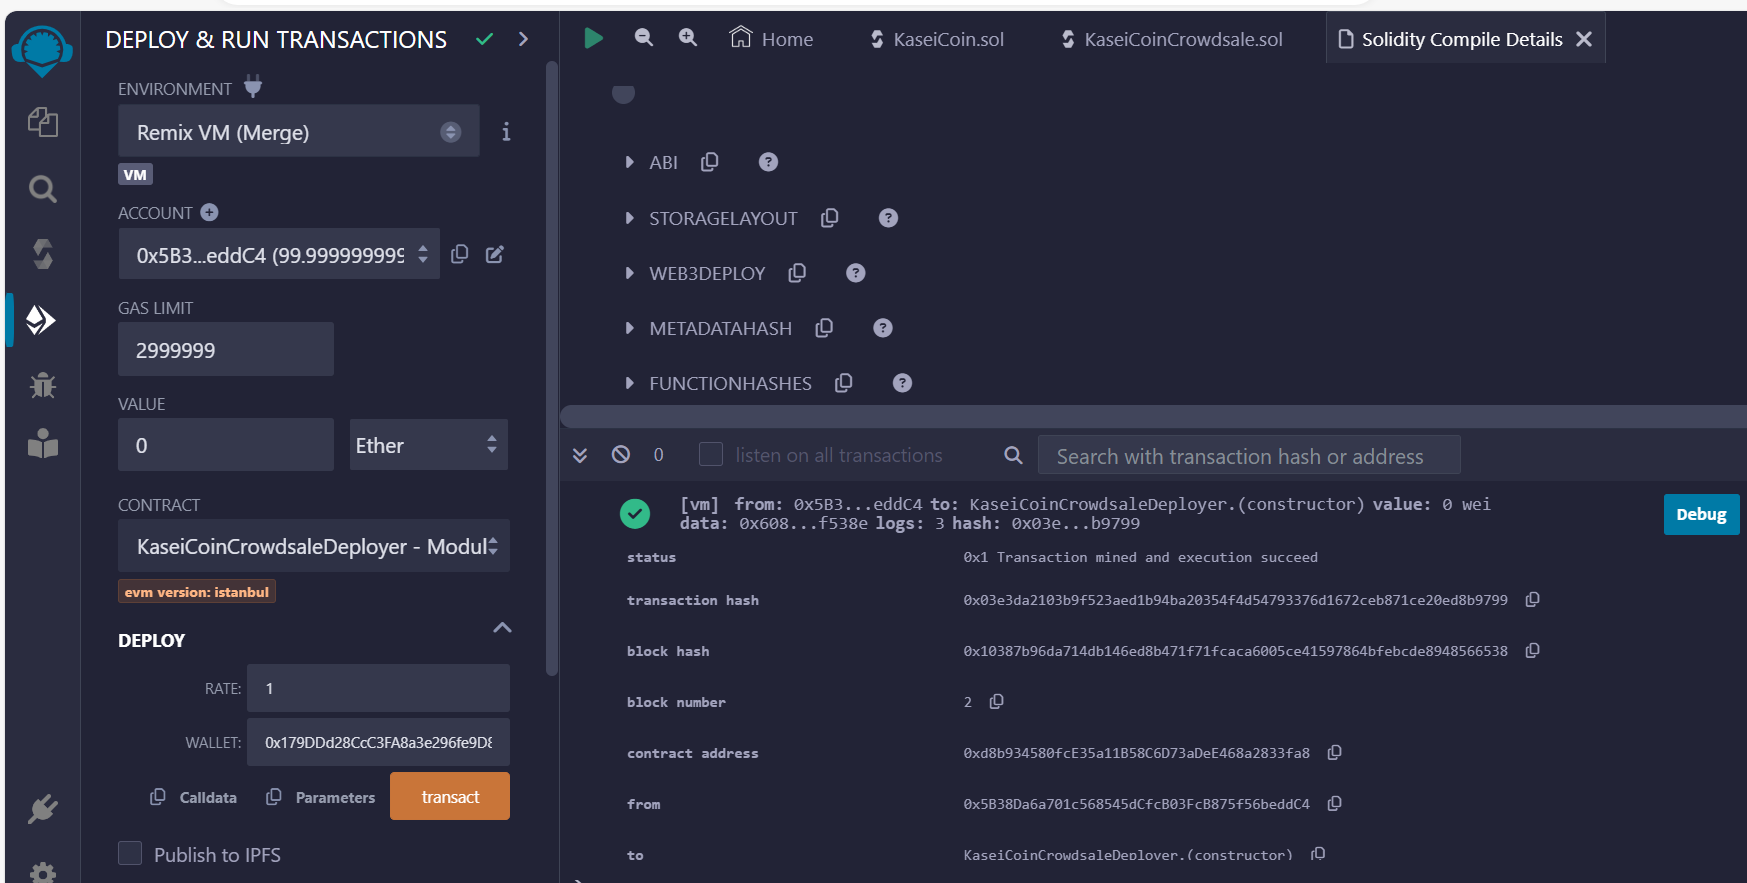 DEPLOY & RUN TRANSACTIONS
ENVIRONMENT
Remix VM (Merge)
VM
ACCOUNT
0x5B3...eddC4 (99.999999999
GAS LIMIT
2999999
VALUE
0
Ether
CONTRACT
KaseiCoinCrowdsaleDeployer - Modul
evm version: istanbul
DEPLOY
RATE:
1
WALLET:
0x179DDd28CcC3FA8a3e296fe9D8
Calldata
Parameters
transact
Publish to IPFS
Home
KaseiCoin.sol
KaseiCoinCrowdsale.sol
Solidity Compile Details
ABI
STORAGELAYOUT
WEB3DEPLOY
METADATAHASH
FUNCTIONHASHES
0
listen on all transactions
Search with transaction hash or address
[vm] from: 0x5B3...eddC4 to: KaseiCoinCrowdsaleDeployer.(constructor) value: 0 wei
data: 0x608...f538e logs: 3 hash: 0x03e...b9799
Debug
status 0x1 Transaction mined and execution succeed
transaction hash 0x03e3da2103b9f523aed1b94ba20354f4d54793376d1672ceb871ce20ed8b9799
block hash 0x10387b96da714db146ed8b471f71fcaca6005ce41597864bfebcde8948566538
block number 2
contract address 0xd8b934580fcE35a11B58C6D73aDeE468a2833fa8
from 0x5B38Da6a701c568545dCfcB03FcB875f56beddC4
to KaseiCoinCrowdsaleDeployer.(constructor)